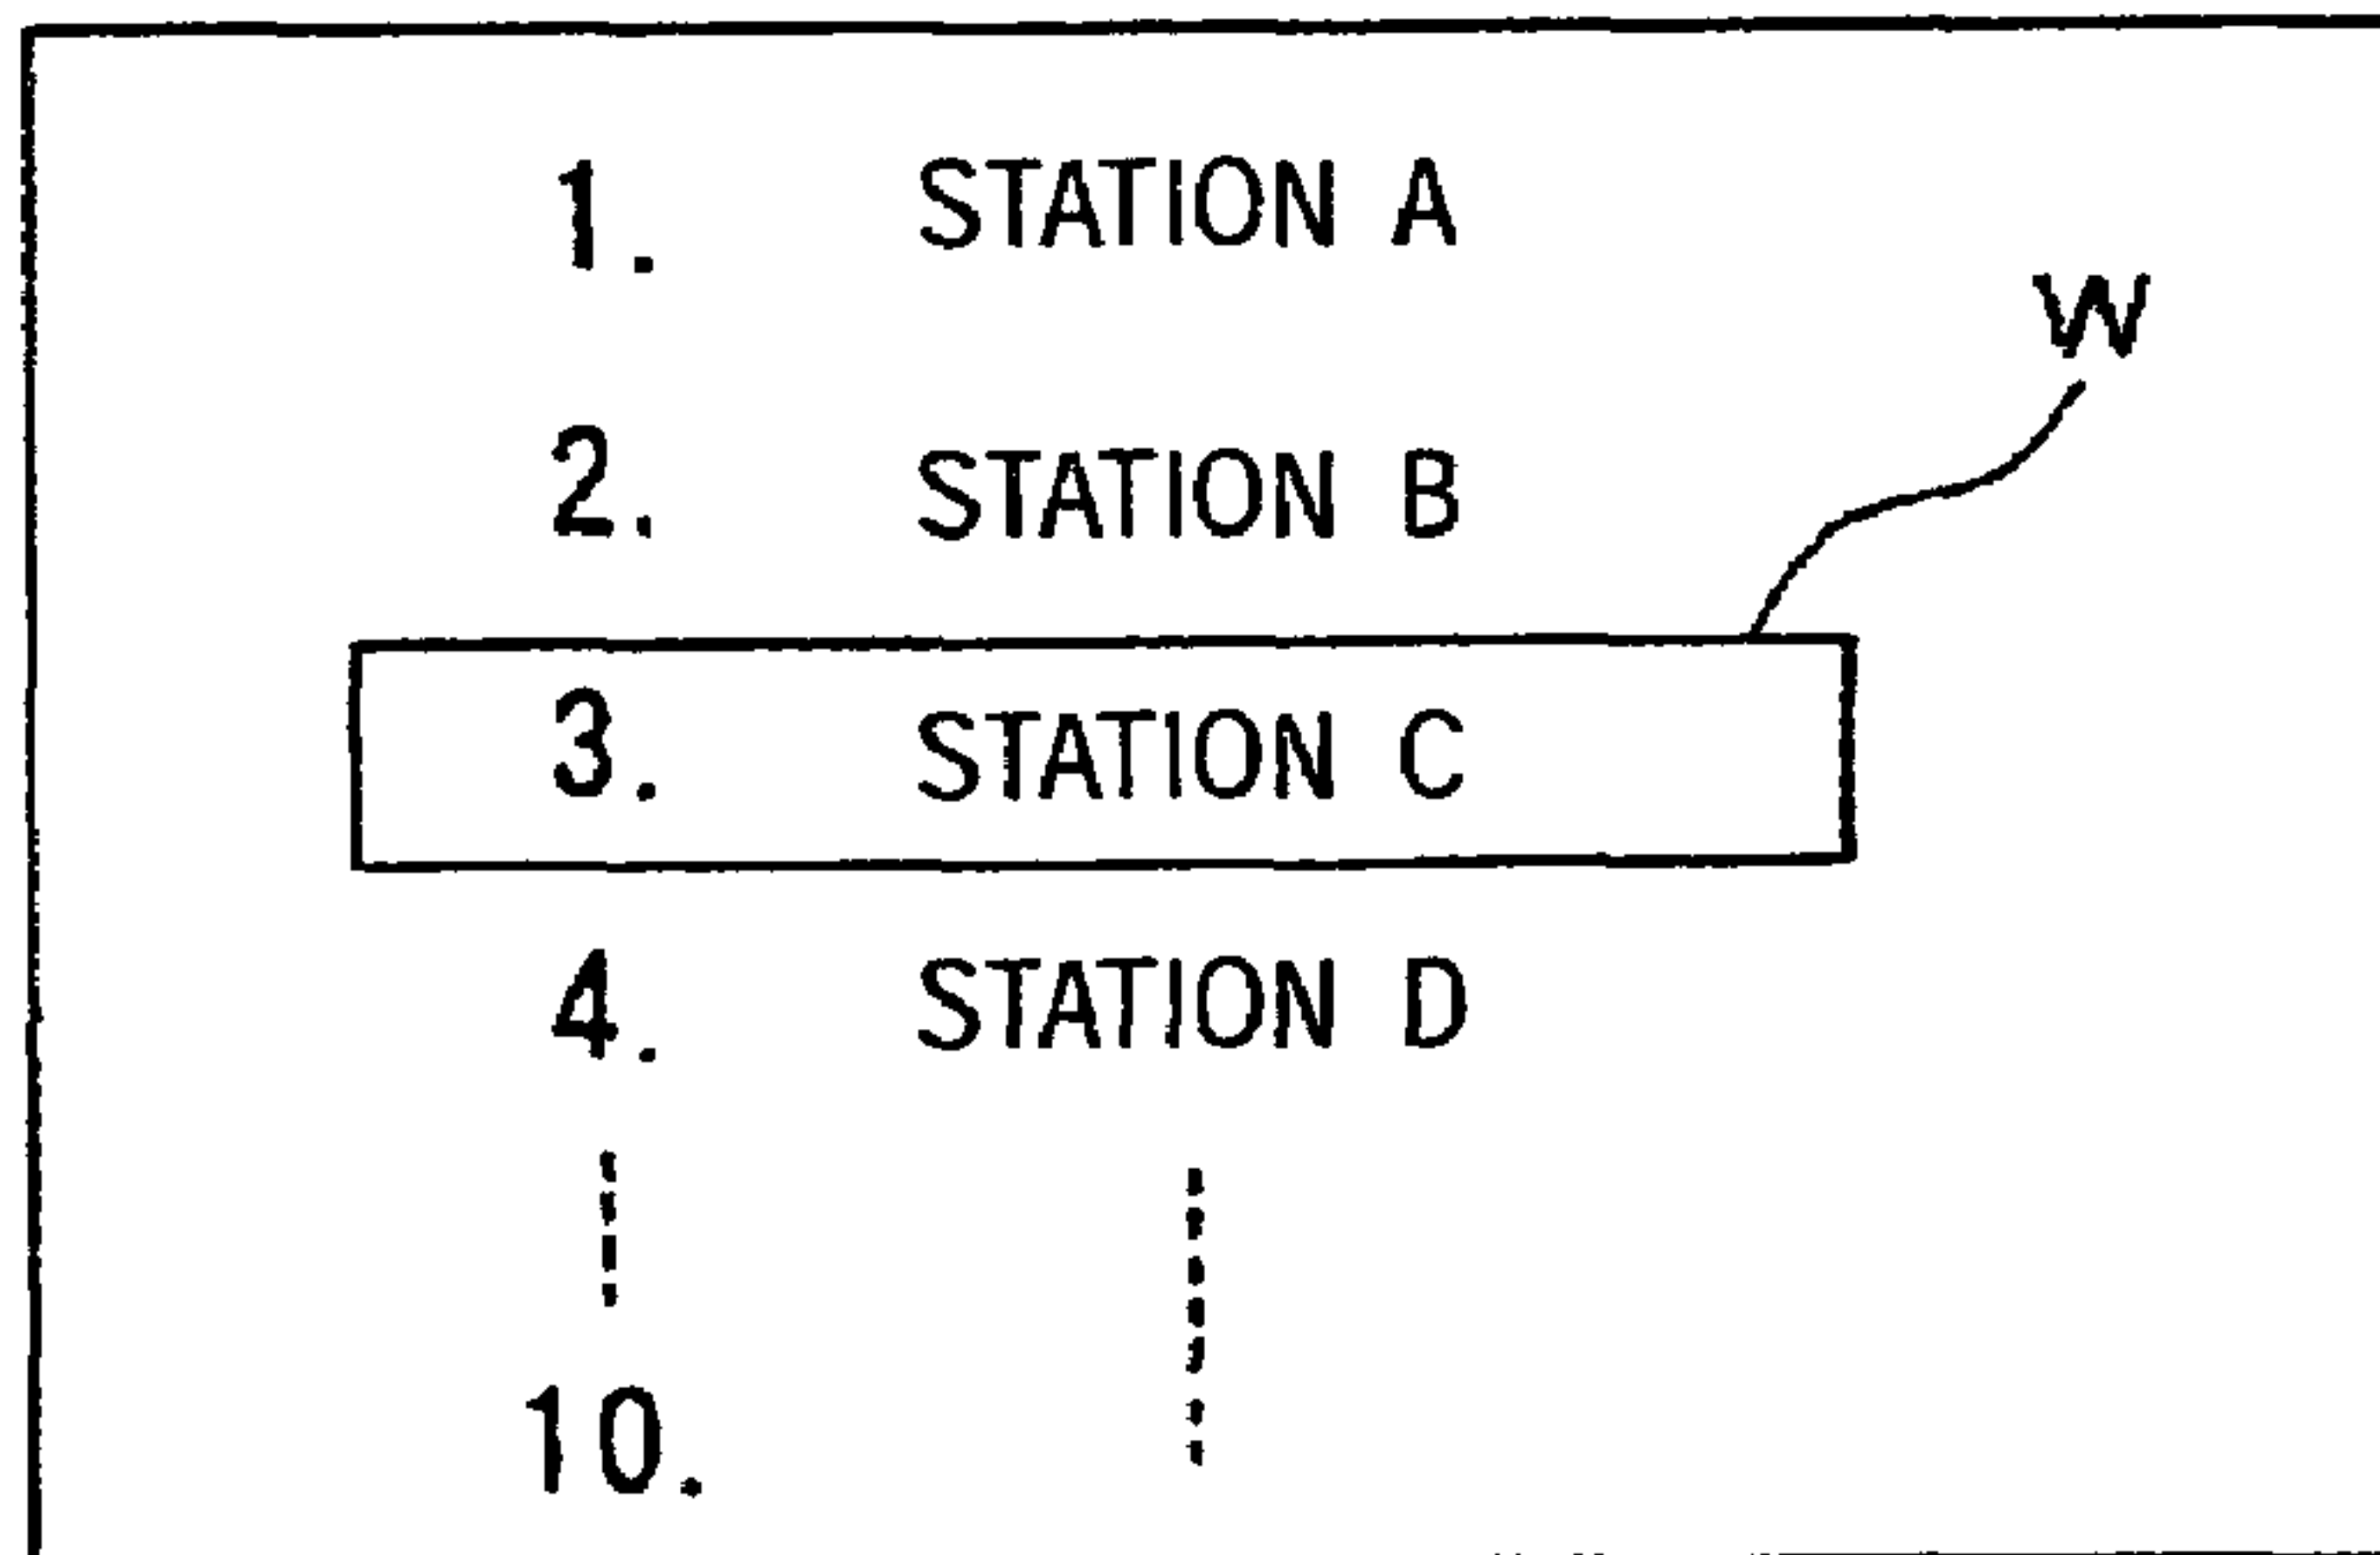 1. STATION A
W
2. STATION B
3. STATION C
4. STATION D
10.